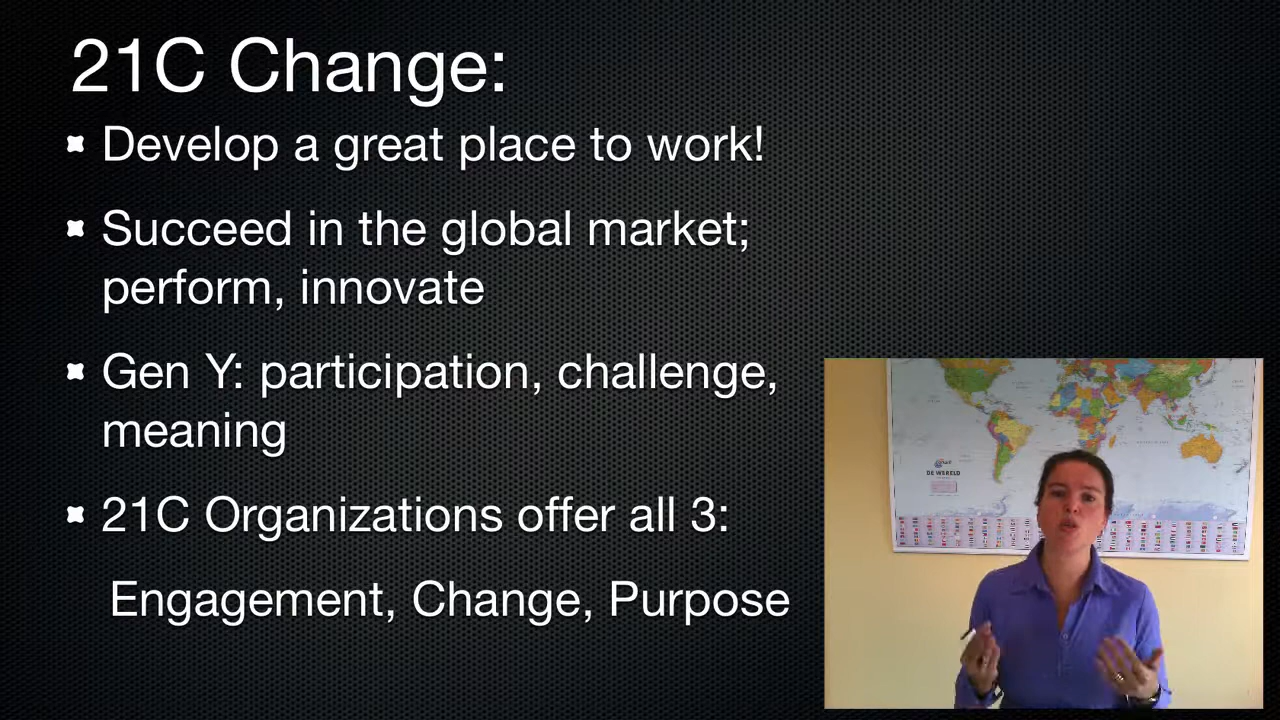 21C Change:
Develop a great place to work!
Succeed in the global market;
perform, innovate
Gen Y: participation, challenge,
meaning
21C Organizations offer all 3:
Engagement, Change, Purpose
DE WERELD